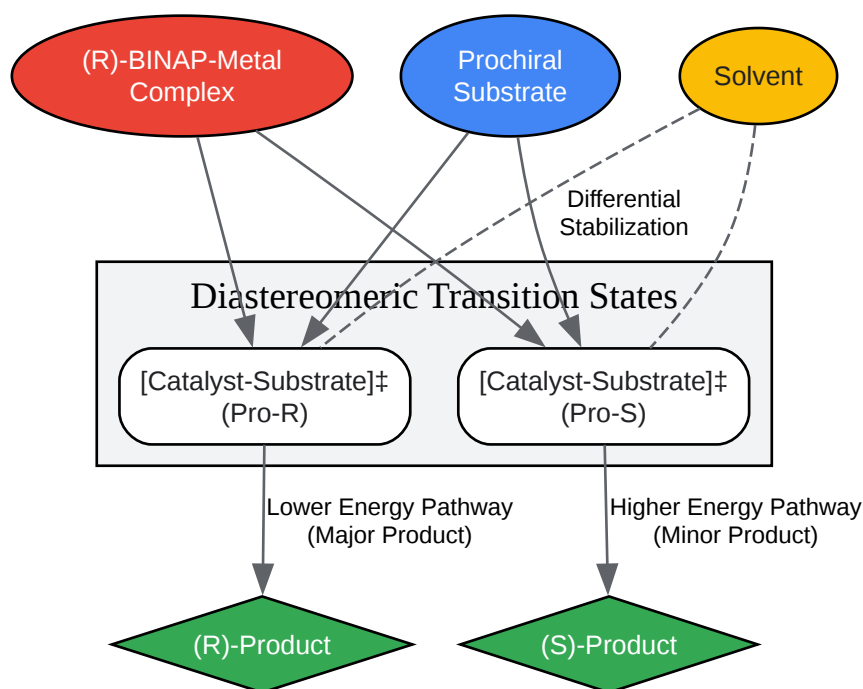 (R)-BINAP-Metal
Complex
Prochiral
Substrate
Solvent
Differential
Stabilization
Diastereomeric Transition States
[Catalyst-Substrate]‡
(Pro-R)
[Catalyst-Substrate]‡
(Pro-S)
Lower Energy Pathway
(Major Product)
Higher Energy Pathway
(Minor Product)
(R)-Product
(S)-Product